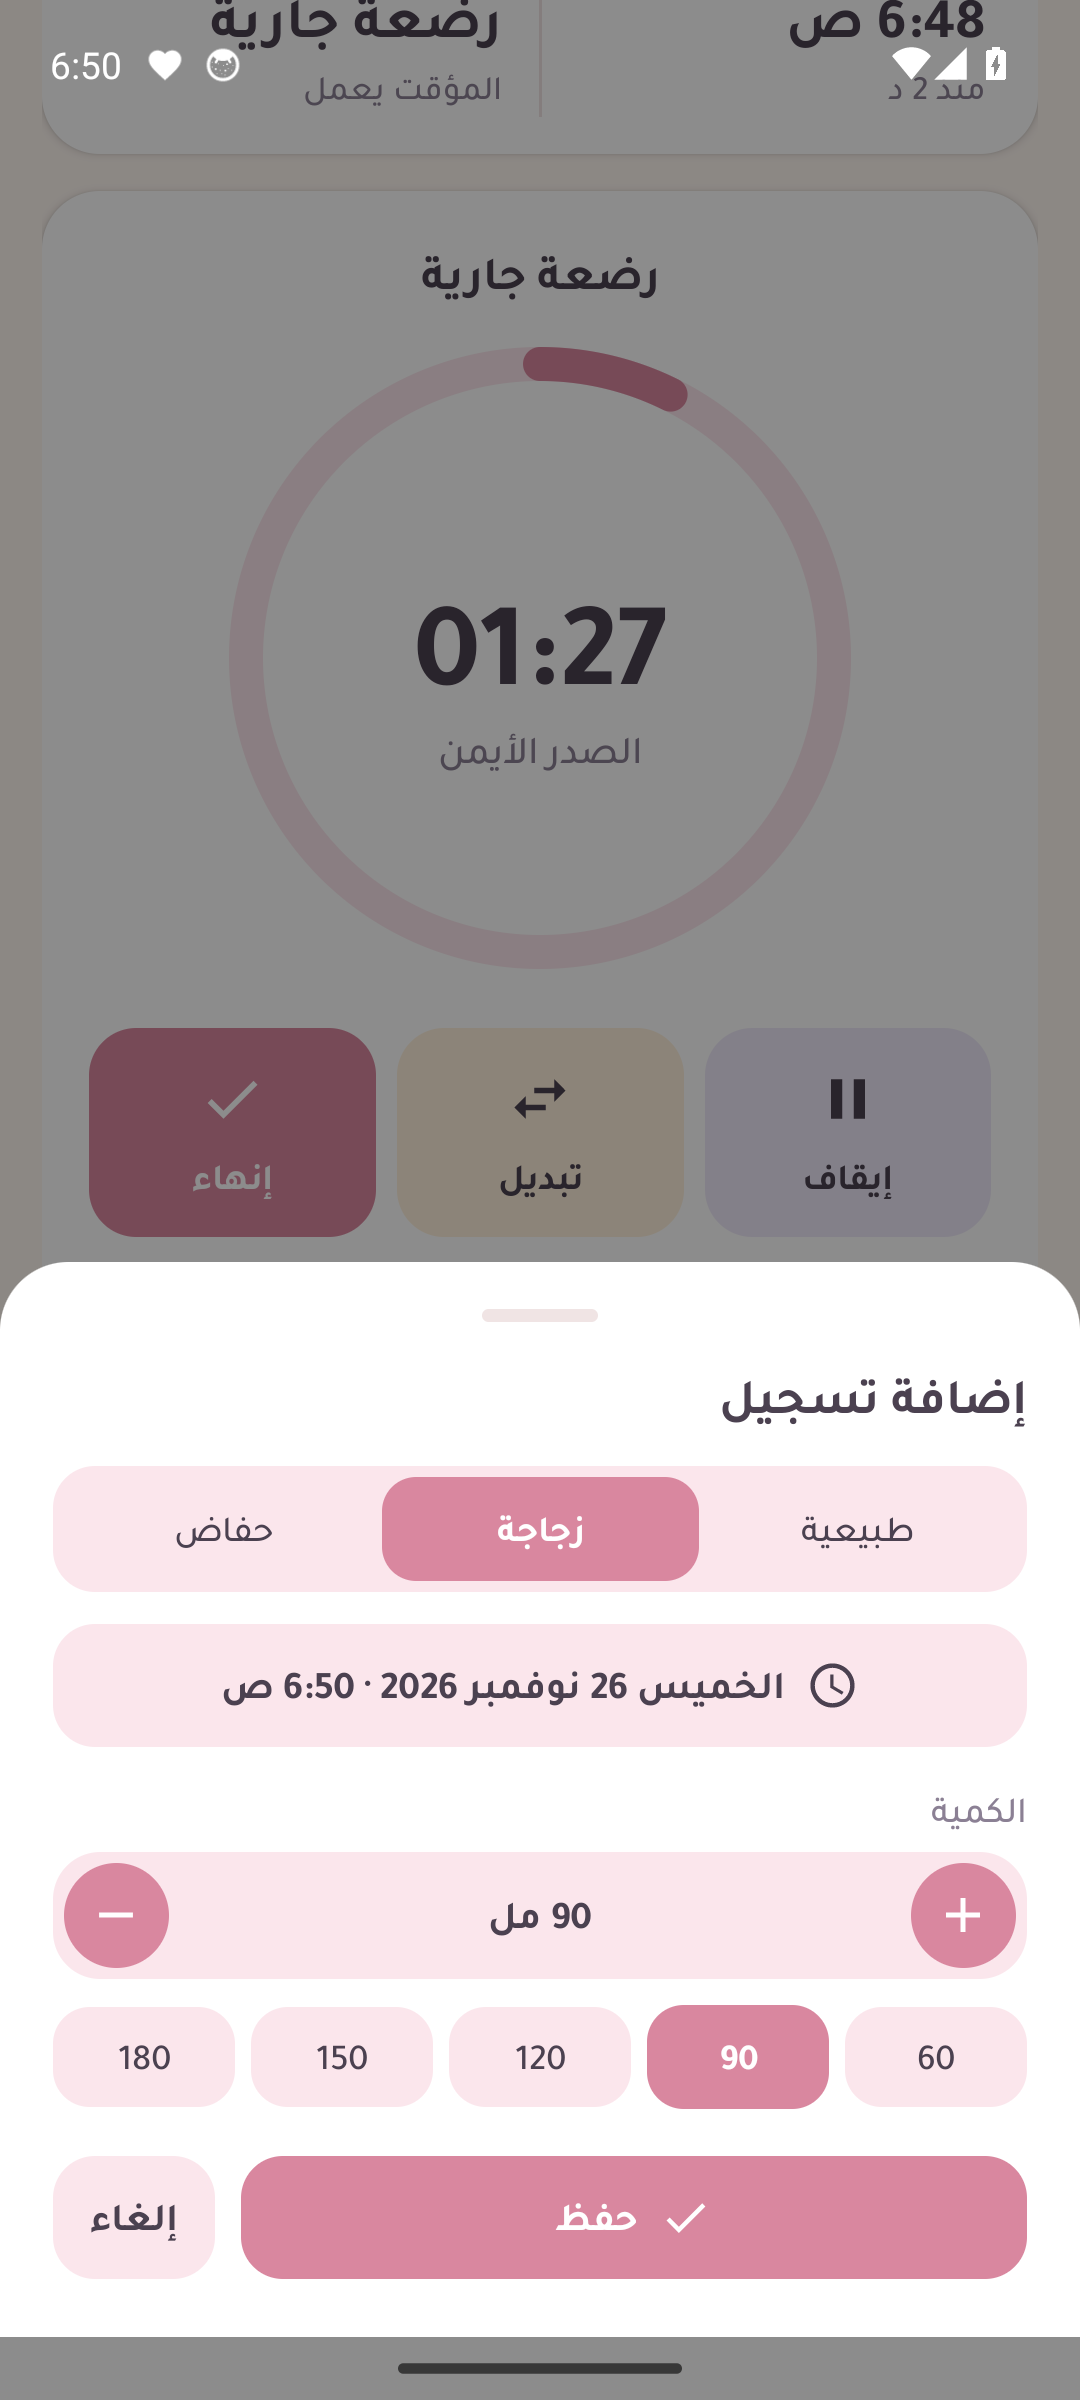 6:50
6:48 ص
رضعة جارية
منذ 2 د
المؤقت يعمل
رضعة جارية
01:27
الصدر الأيمن
إيقاف
تبديل
إنهاء
إضافة تسجيل
طبيعية
زجاجة
حفاض
الخميس 26 نوفمبر 2026 · 6:50 ص
الكمية
+
90 مل
−
60
90
120
150
180
حفظ
إلغاء